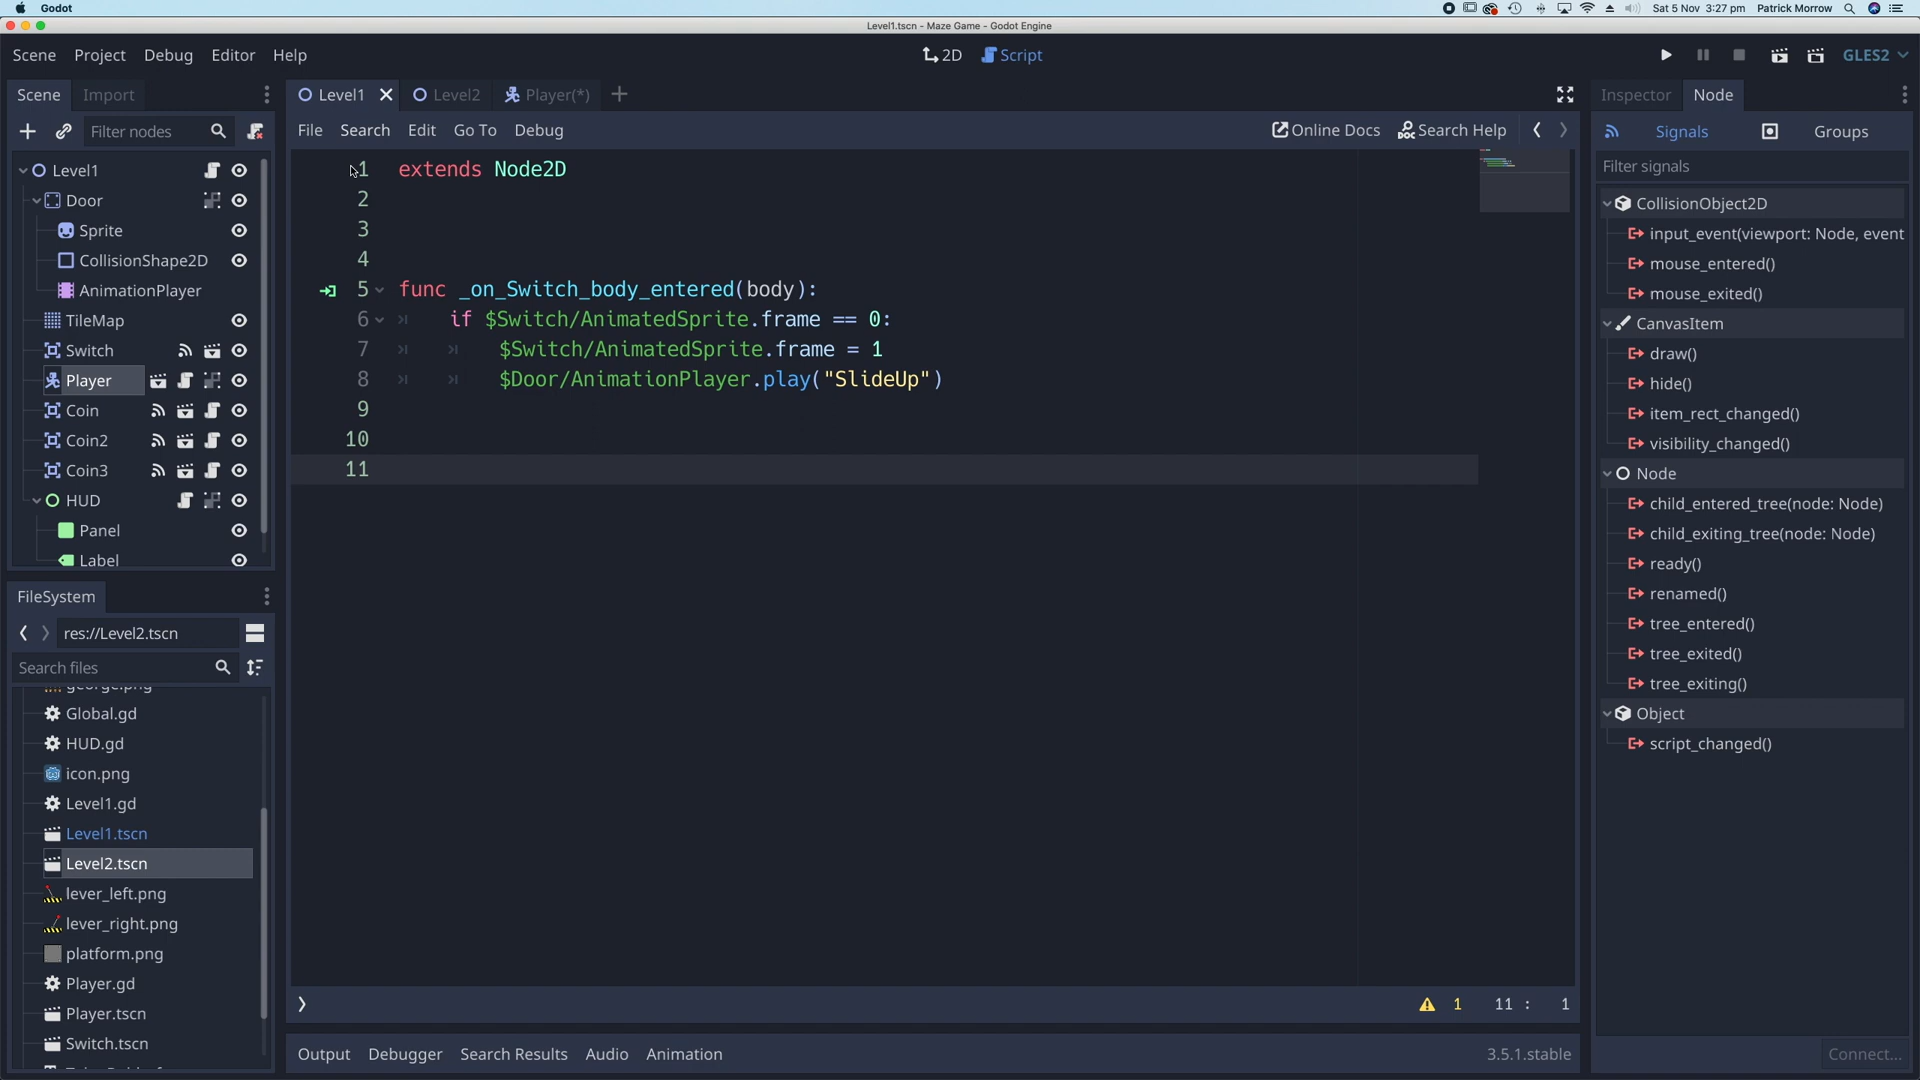 Godot
Sat 5 Nov 3:27 pm Patrick Morrow
Level1.tscn - Maze Game - Godot Engine
Scene Project Debug Editor Help
2D Script
GLES2
Scene Import
Level1 Level2 Player(*)
Inspector Node
Filter nodes
File Search Edit Go To Debug
Online Docs Search Help
Signals Groups
Filter signals
Level1
Door
Sprite
CollisionShape2D
AnimationPlayer
TileMap
Switch
Player
Coin
Coin2
Coin3
HUD
Panel
Label
1 extends Node2D
2
3
4
5 func _on_Switch_body_entered(body):
6 if $Switch/AnimatedSprite.frame == 0:
7 $Switch/AnimatedSprite.frame = 1
8 $Door/AnimationPlayer.play("SlideUp")
9
10
11
CollisionObject2D
input_event(viewport: Node, event
mouse_entered()
mouse_exited()
CanvasItem
draw()
hide()
item_rect_changed()
visibility_changed()
Node
child_entered_tree(node: Node)
child_exiting_tree(node: Node)
ready()
renamed()
tree_entered()
tree_exited()
tree_exiting()
Object
script_changed()
FileSystem
res://Level2.tscn
Search files
george.png
Global.gd
HUD.gd
icon.png
Level1.gd
Level1.tscn
Level2.tscn
lever_left.png
lever_right.png
platform.png
Player.gd
Player.tscn
Switch.tscn
1 11 : 1
Output Debugger Search Results Audio Animation
3.5.1.stable
Connect...